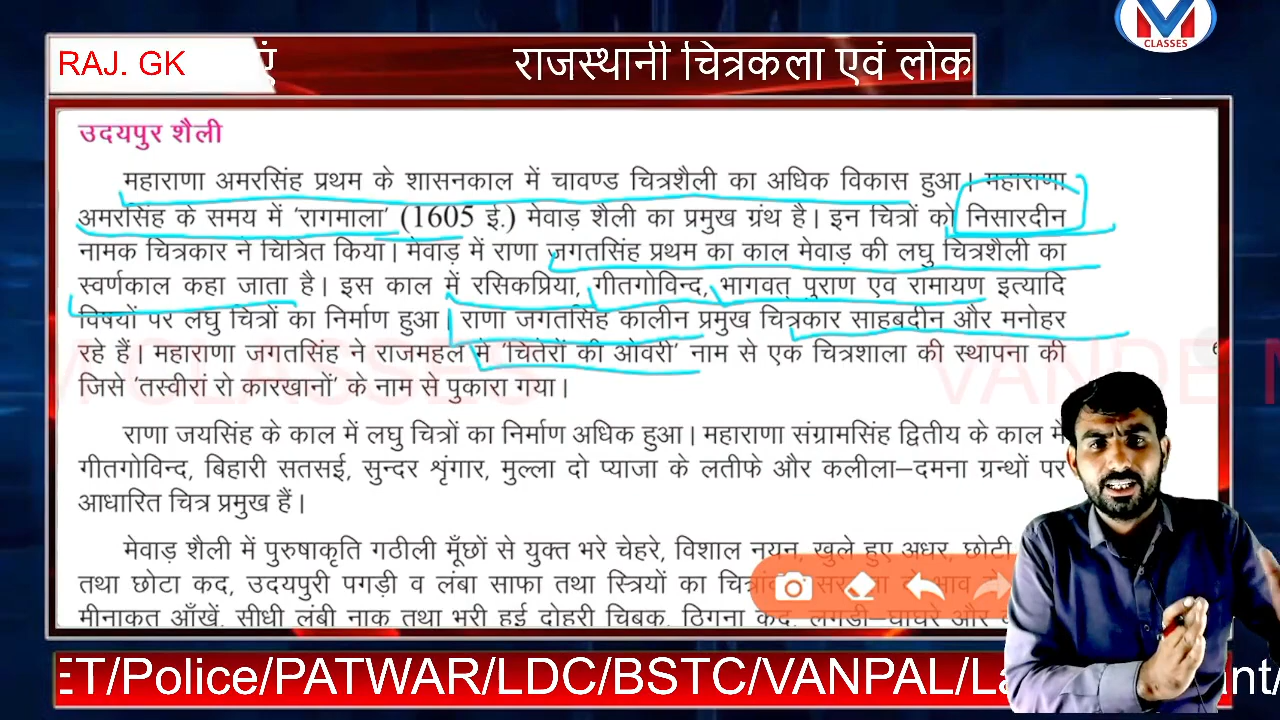 CLASSES
RAJ. GK
राजस्थानी चित्रकला एवं लोक
उदयपुर शैली
महाराणा अमरसिंह प्रथम के शासनकाल में चावण्ड चित्रशैली का अधिक विकास हुआ। महाराणा
अमरसिंह के समय में 'रागमाला' (1605 ई.) मेवाड़ शैली का प्रमुख ग्रंथ है। इन चित्रों को निसारदीन
नामक चित्रकार ने चित्रित किया। मेवाड़ में राणा जगतसिंह प्रथम का काल मेवाड़ की लघु चित्रशैली का
स्वर्णकाल कहा जाता है। इस काल में रसिकप्रिया, गीतगोविन्द, भागवत् पुराण एव रामायण इत्यादि
विषयों पर लघु चित्रों का निर्माण हुआ। राणा जगतसिंह कालीन प्रमुख चित्रकार साहबदीन और मनोहर
रहे हैं। महाराणा जगतसिंह ने राजमहल में 'चितेरों की ओवरी' नाम से एक चित्रशाला की स्थापना की
जिसे 'तस्वीरां रो कारखानों' के नाम से पुकारा गया।
राणा जयसिंह के काल में लघु चित्रों का निर्माण अधिक हुआ। महाराणा संग्रामसिंह द्वितीय के काल में
गीतगोविन्द, बिहारी सतसई, सुन्दर श्रृंगार, मुल्ला दो प्याजा के लतीफे और कलीला–दमना ग्रन्थों पर
आधारित चित्र प्रमुख हैं।
मेवाड़ शैली में पुरुषाकृति गठीली मूँछों से युक्त भरे चेहरे, विशाल नयन, खुले हुए अधर, छोटी
तथा छोटा कद, उदयपुरी पगड़ी व लंबा साफा तथा स्त्रियों का
मीनाकृत आँखें, सीधी लंबी नाक तथा भरी हुई दोहरी चिबुक, ठिगना कद, लुगड़ी–घाघरे और
ET/Police/PATWAR/LDC/BSTC/VANPAL/La